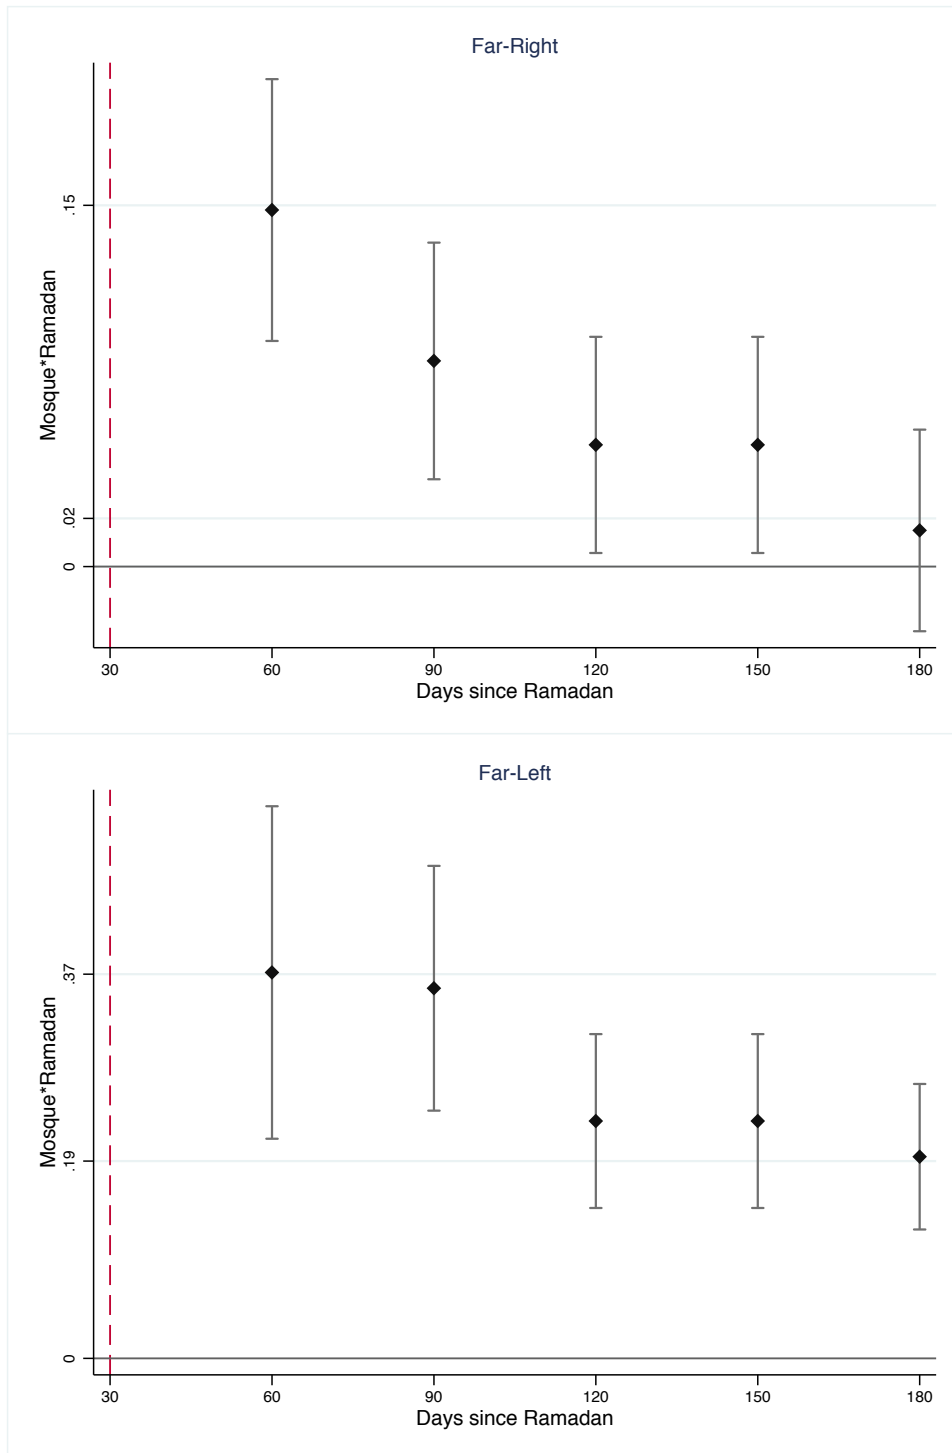 Far-Right
Mosque*Ramadan
.15
.02
0
30 60 90 120 150 180
Days since Ramadan
Far-Left
Mosque*Ramadan
.37
.19
0
30 60 90 120 150 180
Days since Ramadan